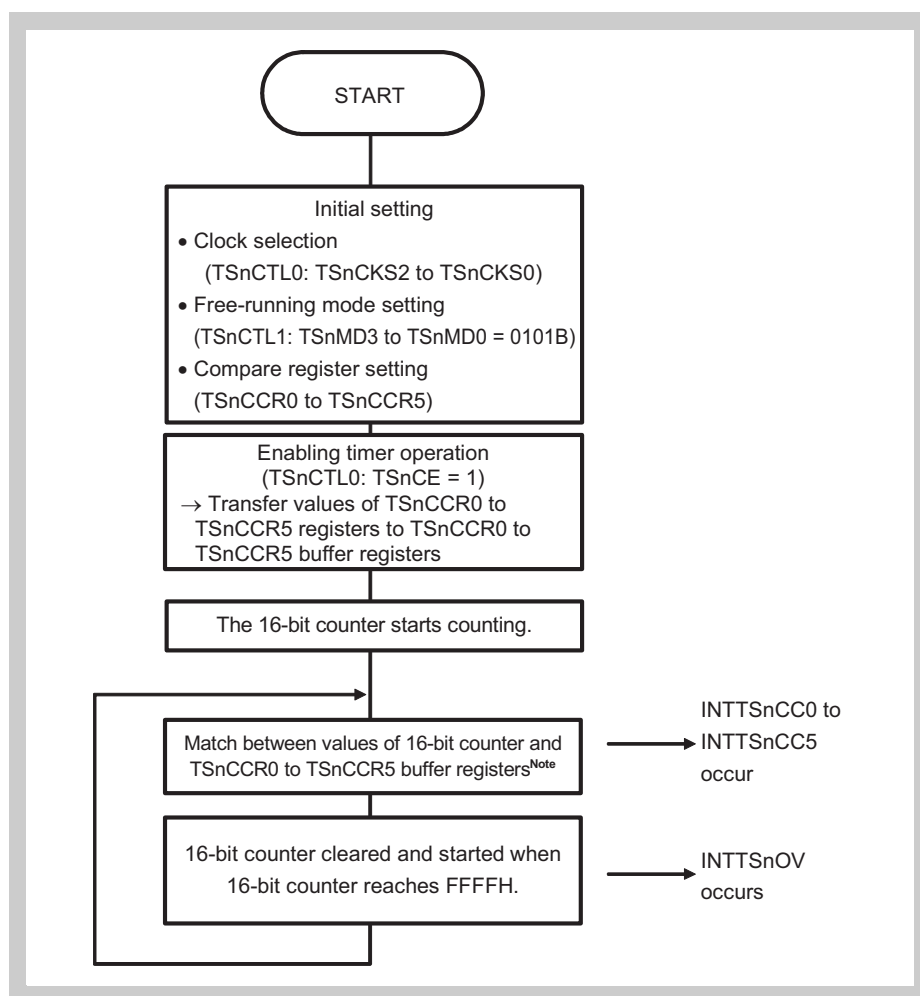 START
Initial setting
• Clock selection
(TSnCTL0: TSnCKS2 to TSnCKS0)
• Free-running mode setting
(TSnCTL1: TSnMD3 to TSnMD0 = 0101B)
• Compare register setting
(TSnCCR0 to TSnCCR5)
Enabling timer operation
(TSnCTL0: TSnCE = 1)
→ Transfer values of TSnCCR0 to
TSnCCR5 registers to TSnCCR0 to
TSnCCR5 buffer registers
The 16-bit counter starts counting.
Match between values of 16-bit counter and
TSnCCR0 to TSnCCR5 buffer registersNote
INTTSnCC0 to
INTTSnCC5
occur
16-bit counter cleared and started when
16-bit counter reaches FFFFH.
INTTSnOV
occurs